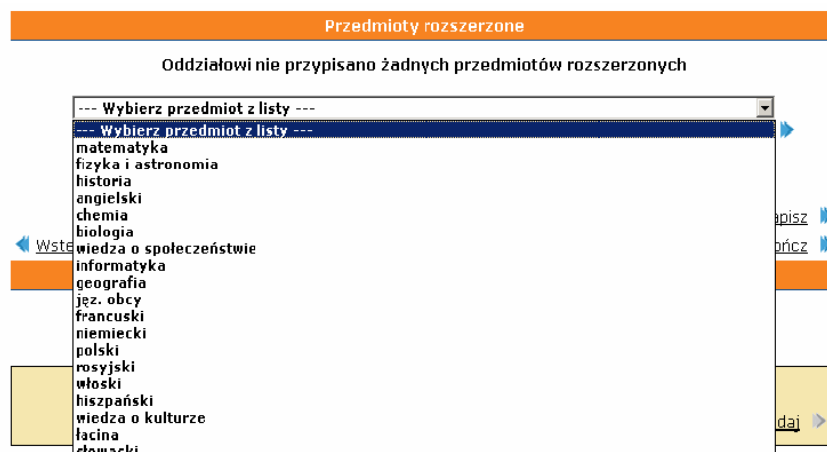 Przedmioty rozszerzone
Oddziałowi nie przypisano żadnych przedmiotów rozszerzonych
--- Wybierz przedmiot z listy ---
--- Wybierz przedmiot z listy ---
matematyka
fizyka i astronomia
historia
angielski
chemia
biologia
wiedza o społeczeństwie
informatyka
geografia
jęz. obcy
francuski
niemiecki
polski
rosyjski
włoski
hiszpański
wiedza o kulturze
łacina
słowacki